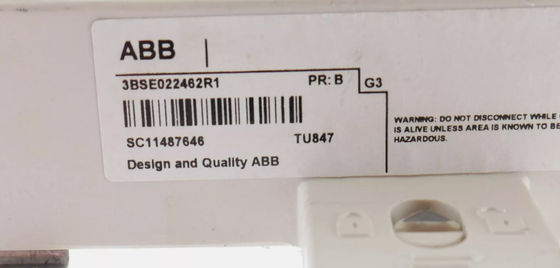 ABB
3BSE022462R1 PR: B G3
SC11487646 TU847
Design and Quality ABB
WARNING: DO NOT DISCONNECT WHILE
IS ALIVE UNLESS AREA IS KNOWN TO BE
HAZARDOUS.